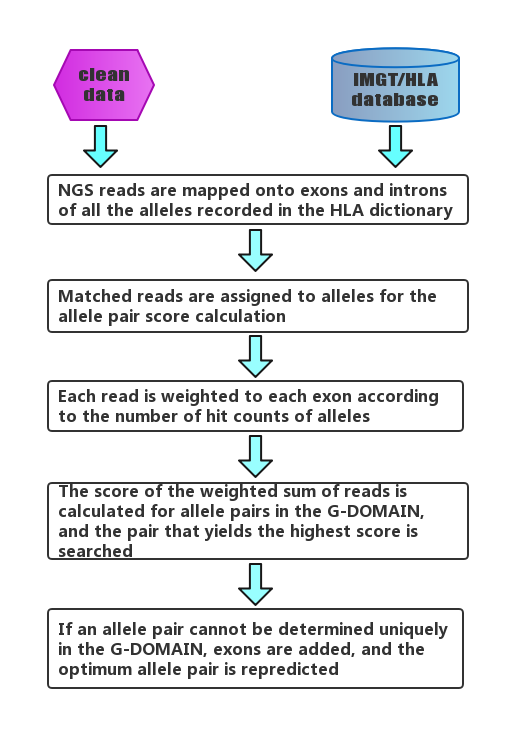 clean
data
IMGT/HLA
database
NGS reads are mapped onto exons and introns
of all the alleles recorded in the HLA dictionary
Matched reads are assigned to alleles for the
allele pair score calculation
Each read is weighted to each exon according
to the number of hit counts of alleles
The score of the weighted sum of reads is
calculated for allele pairs in the G-DOMAIN,
and the pair that yields the highest score is
searched
If an allele pair cannot be determined uniquely
in the G-DOMAIN, exons are added, and the
optimum allele pair is repredicted